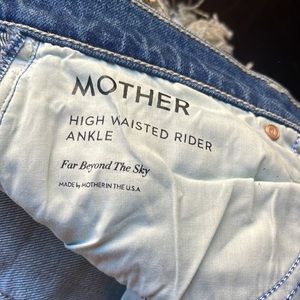 MOTHER
HIGH WAISTED RIDER
ANKLE
Far Beyond The Sky
MADE by MOTHER IN THE U.S.A